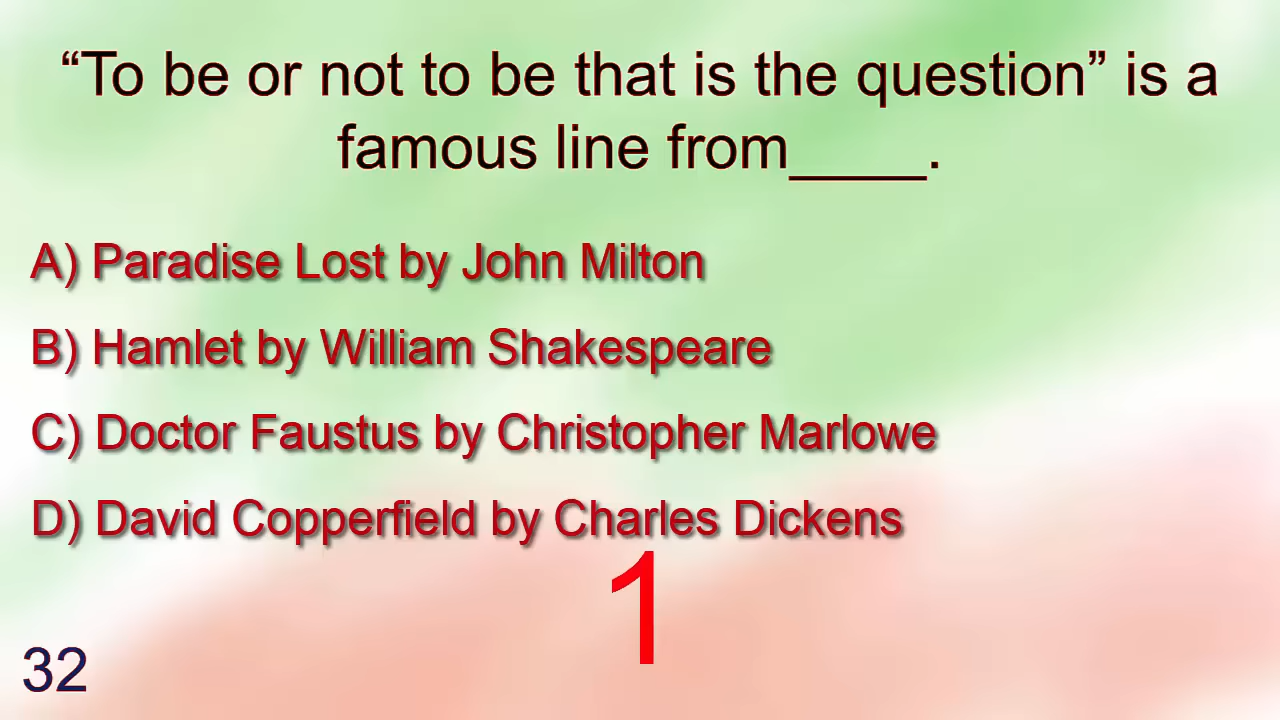 “To be or not to be that is the question” is a
famous line from____.
A) Paradise Lost by John Milton
B) Hamlet by William Shakespeare
C) Doctor Faustus by Christopher Marlowe
D) David Copperfield by Charles Dickens
1
32